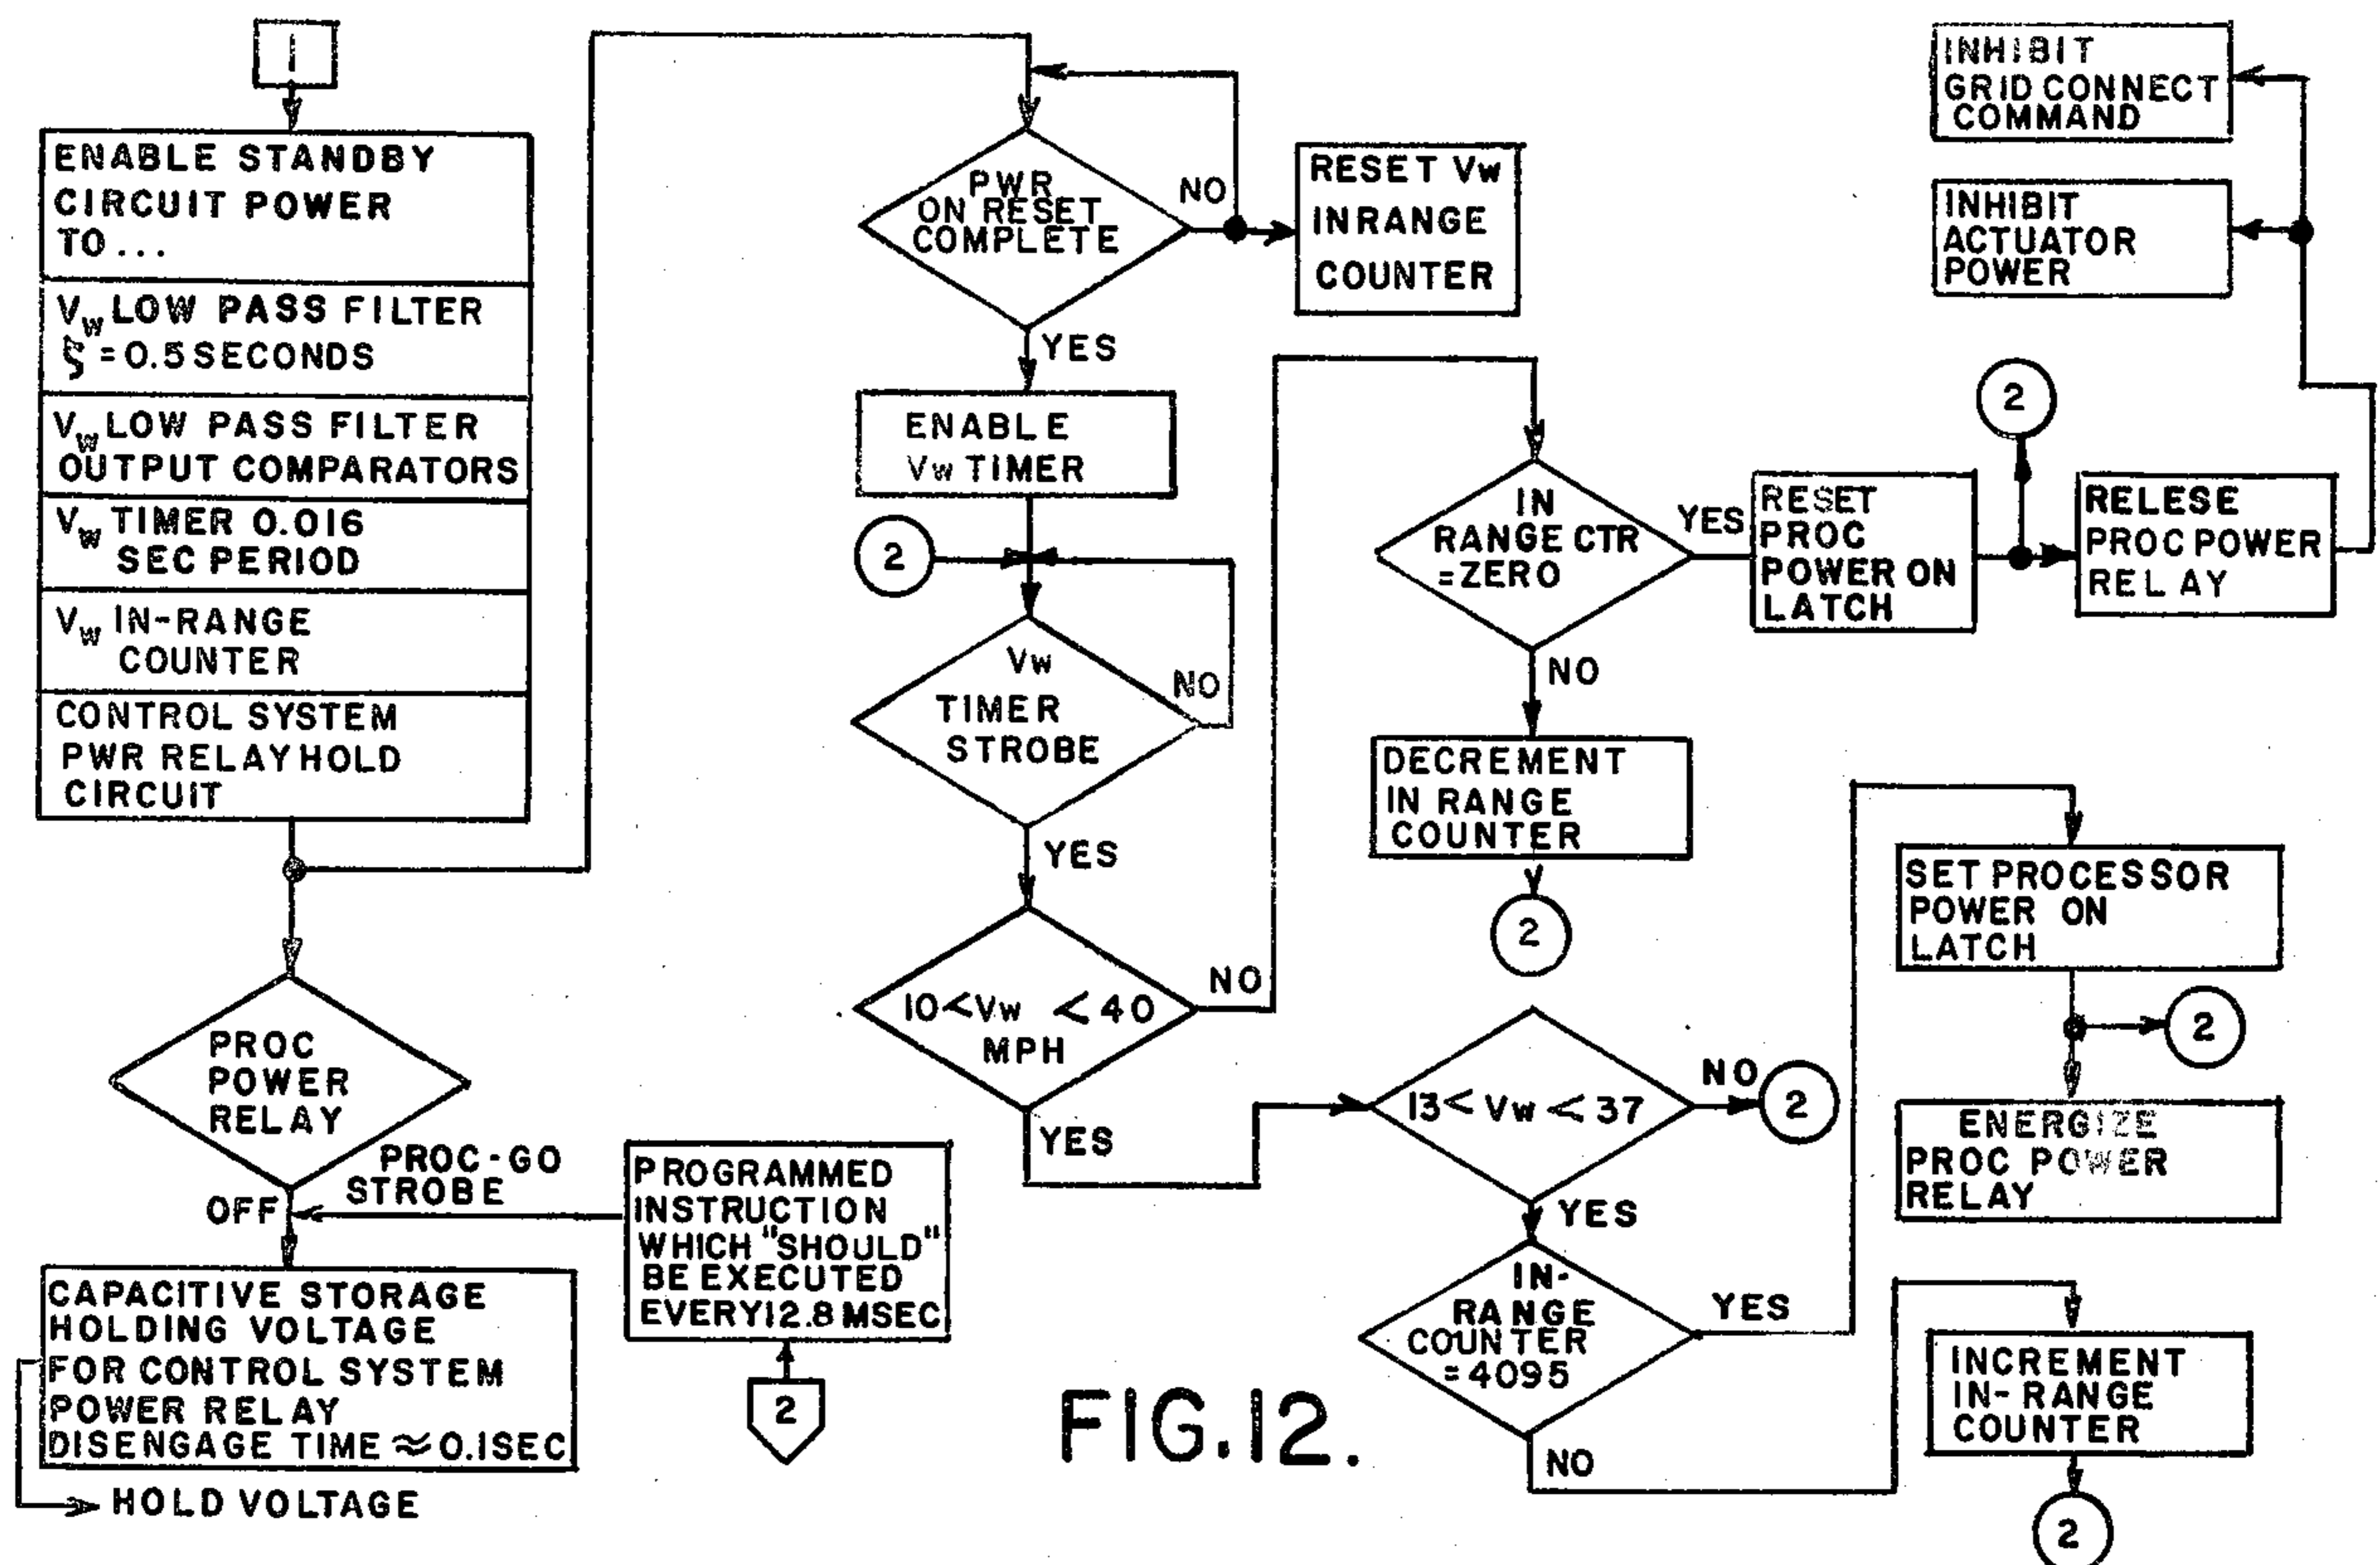 1
ENABLE STANDBY
CIRCUIT POWER
TO...
Vw LOW PASS FILTER
ξ = 0.5 SECONDS
Vw LOW PASS FILTER
OUTPUT COMPARATORS
Vw TIMER 0.016
SEC PERIOD
Vw IN-RANGE
COUNTER
CONTROL SYSTEM
PWR RELAY HOLD
CIRCUIT
PROC
POWER
RELAY
OFF
PROC-GO
STROBE
CAPACITIVE STORAGE
HOLDING VOLTAGE
FOR CONTROL SYSTEM
POWER RELAY
DISENGAGE TIME ≈ 0.1SEC
HOLD VOLTAGE
PROGRAMMED
INSTRUCTION
WHICH "SHOULD"
BE EXECUTED
EVERY 12.8 MSEC
2
PWR
ON RESET
COMPLETE
NO
YES
RESET Vw
IN RANGE
COUNTER
ENABLE
Vw TIMER
2
Vw
TIMER
STROBE
NO
YES
10 < Vw < 40
MPH
NO
YES
IN
RANGE CTR
= ZERO
YES
NO
RESET
PROC
POWER ON
LATCH
2
RELESE
PROC POWER
RELAY
INHIBIT
GRID CONNECT
COMMAND
INHIBIT
ACTUATOR
POWER
DECREMENT
IN RANGE
COUNTER
2
13 < Vw < 37
NO
2
YES
IN-
RANGE
COUNTER
= 4095
YES
NO
SET PROCESSOR
POWER ON
LATCH
2
ENERGIZE
PROC POWER
RELAY
INCREMENT
IN-RANGE
COUNTER
2
FIG.12.